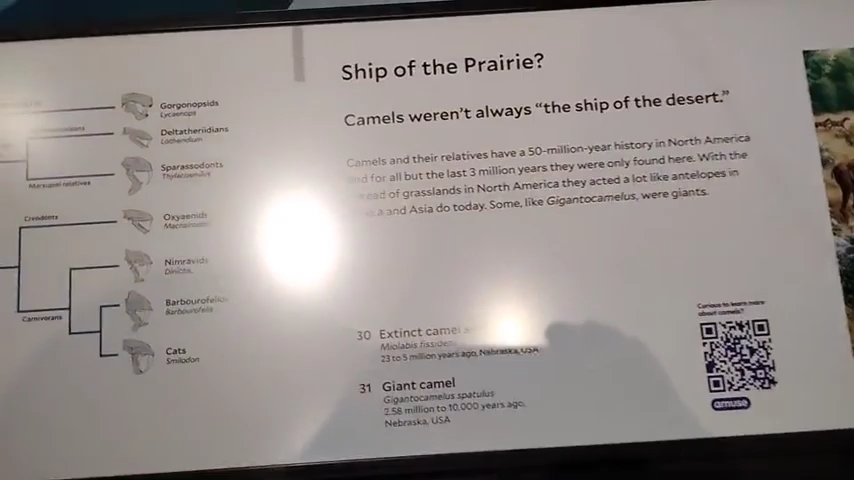 Gorgonopsids
Lycaenops
Deltatheriidians
Lotheridium
Sparassodonts
Thylacosmilus
Marsupial relatives
Creodonts
Oxyaenids
Machairoides
Nimravids
Dinictis
Barbourofelids
Barbourofelis
Carnivorans
Cats
Smilodon
Ship of the Prairie?
Camels weren't always "the ship of the desert."
Camels and their relatives have a 50-million-year history in North America
and for all but the last 3 million years they were only found here. With the
of grasslands in North America they acted a lot like antelopes in
and Asia do today. Some, like Gigantocamelus, were giants.
30 Extinct camel
Miolabis fissidens
23 to 5 million years ago, Nebraska, USA
31 Giant camel
Gigantocamelus spatulus
2.58 million to 10,000 years ago,
Nebraska, USA
Curious to learn more
about camels?
amuse